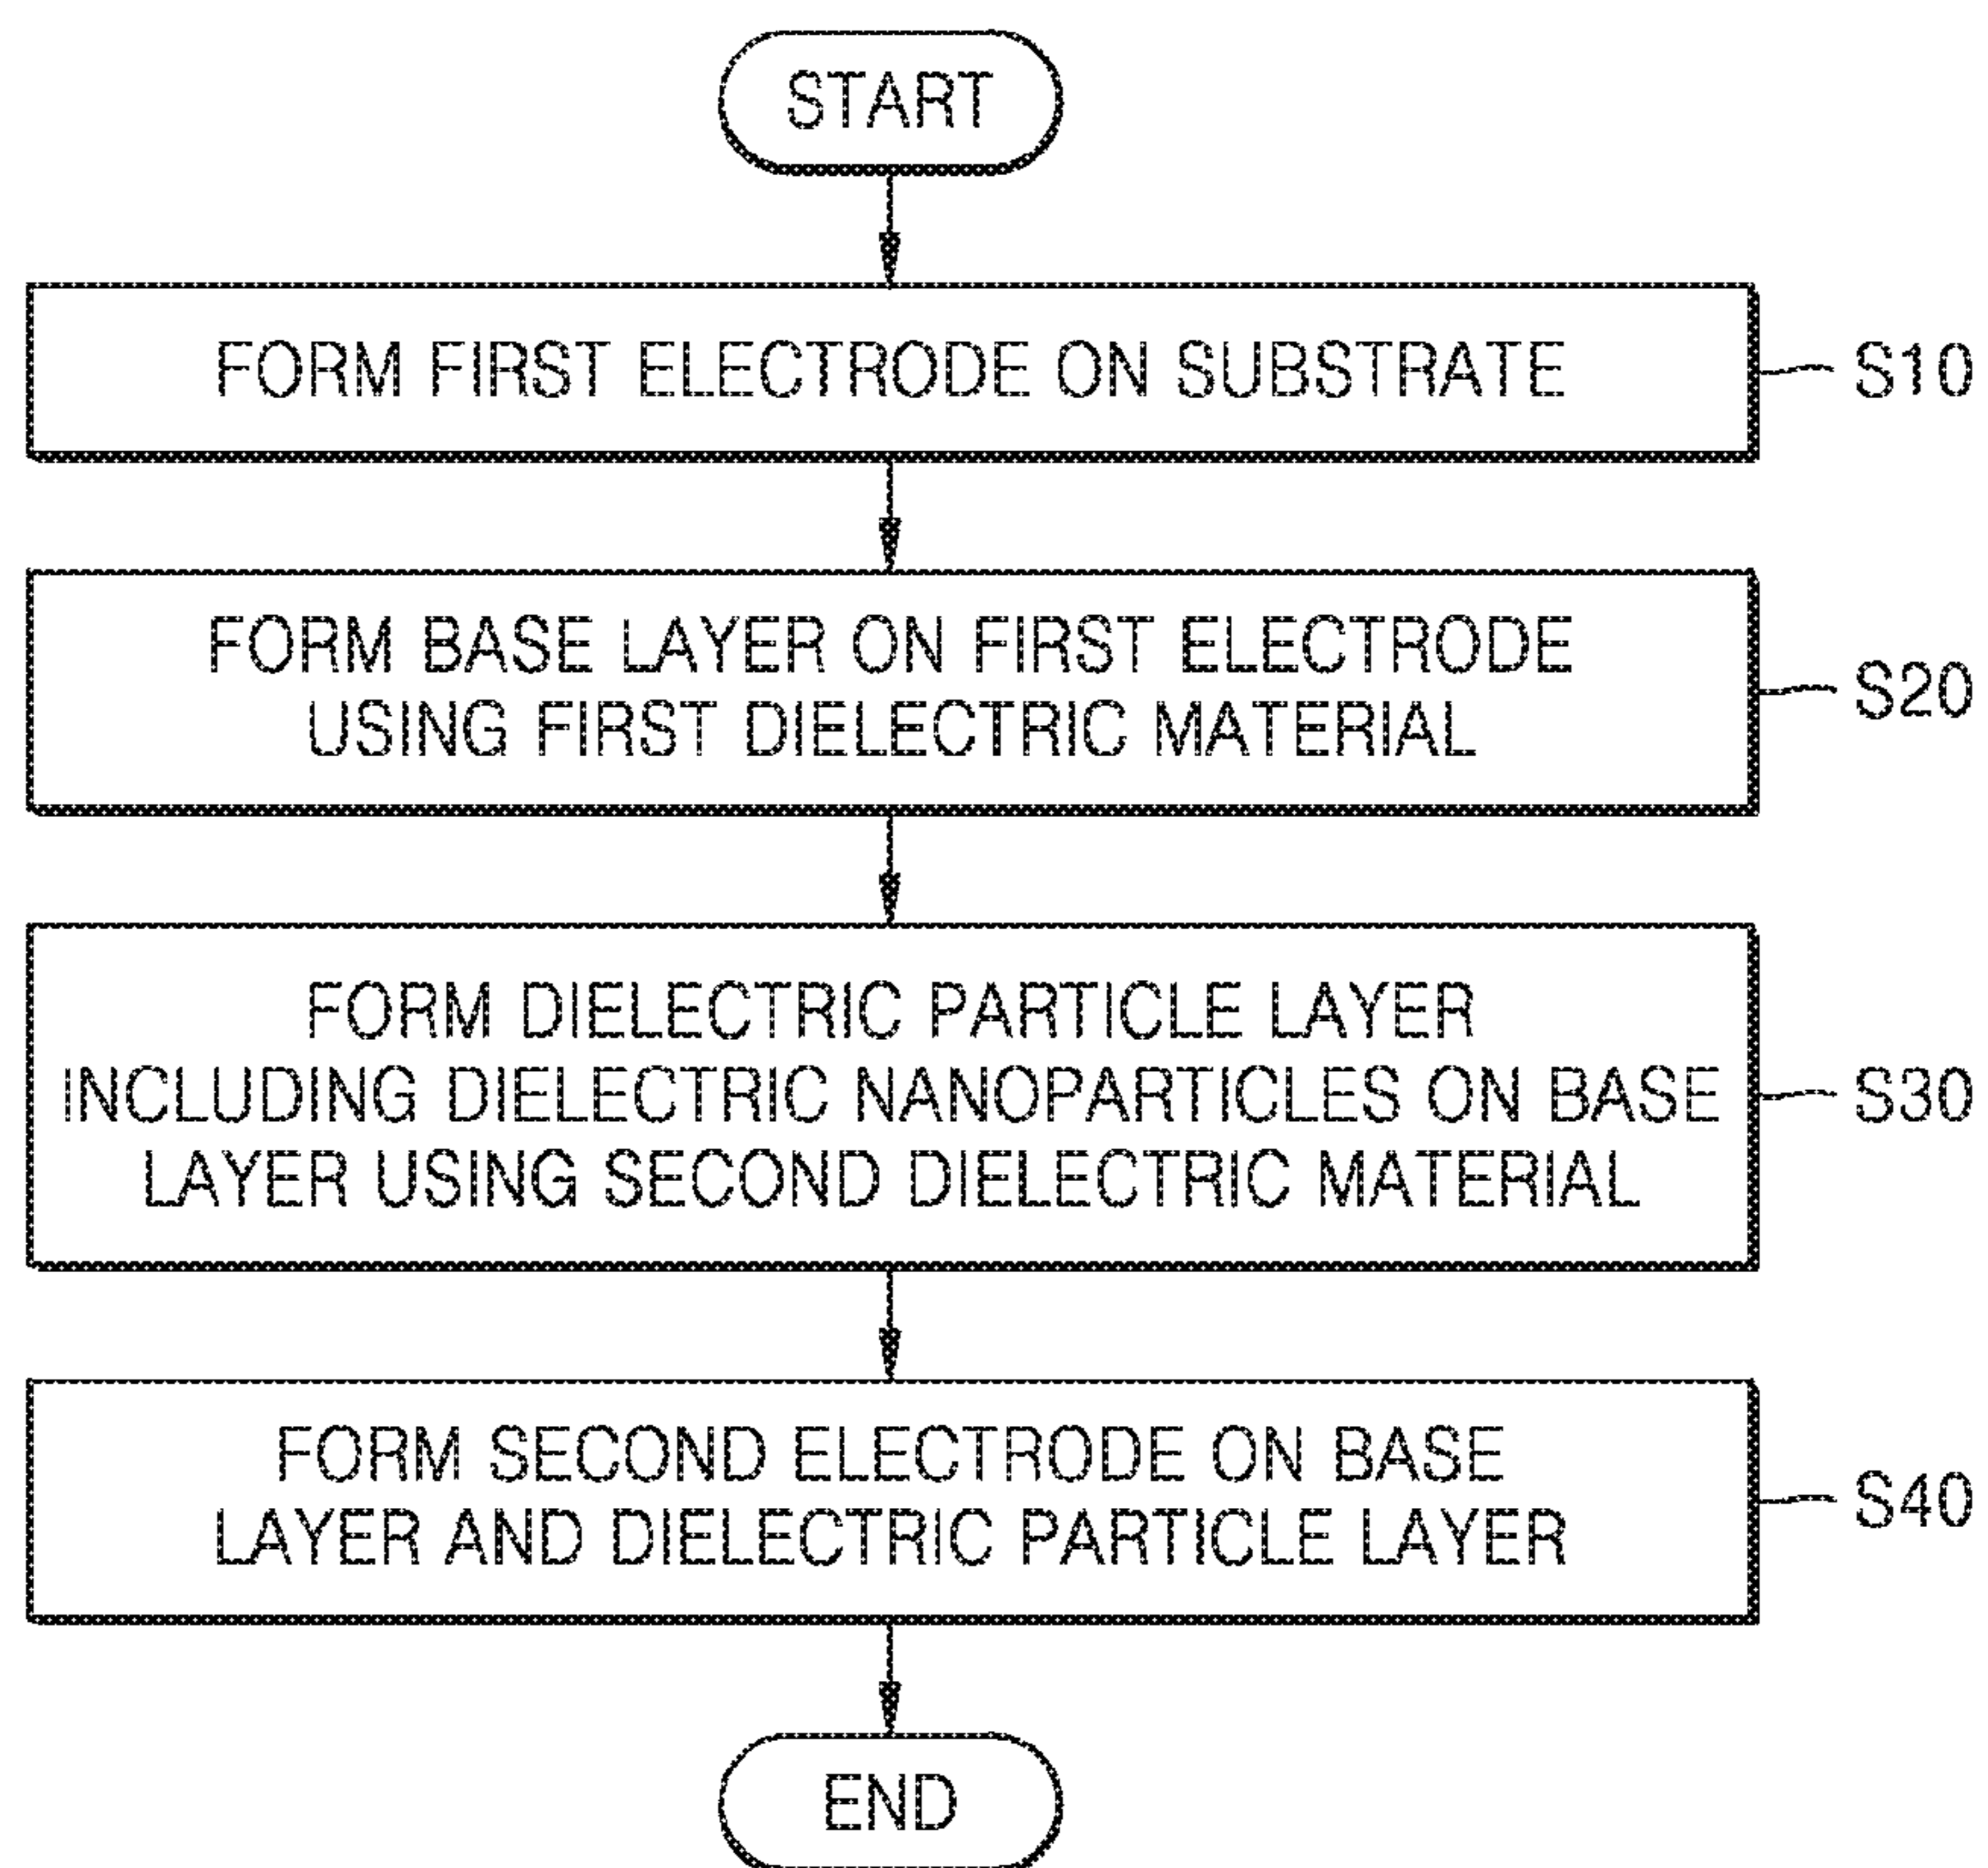 START
FORM FIRST ELECTRODE ON SUBSTRATE
S10
FORM BASE LAYER ON FIRST ELECTRODE
USING FIRST DIELECTRIC MATERIAL
S20
FORM DIELECTRIC PARTICLE LAYER
INCLUDING DIELECTRIC NANOPARTICLES ON BASE
LAYER USING SECOND DIELECTRIC MATERIAL
S30
FORM SECOND ELECTRODE ON BASE
LAYER AND DIELECTRIC PARTICLE LAYER
S40
END